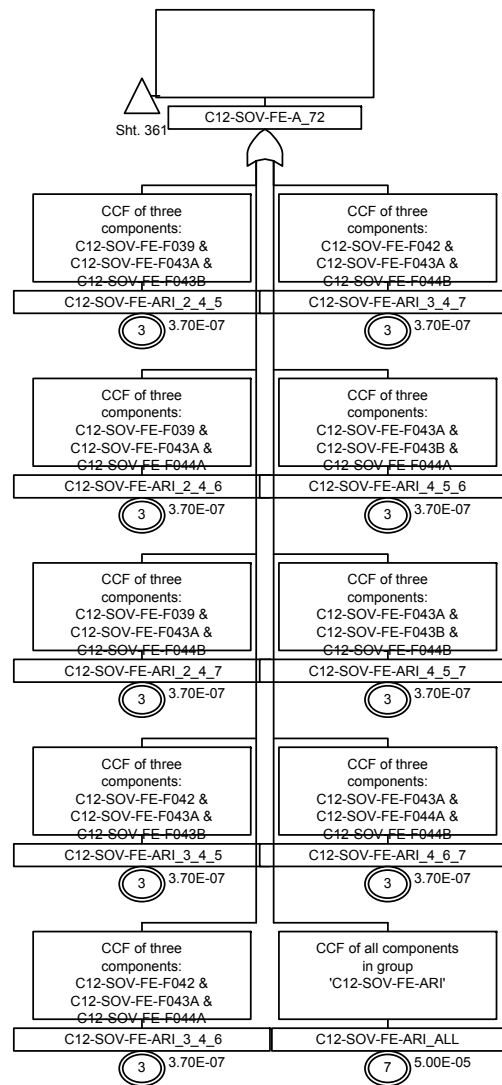 Sht. 361
C12-SOV-FE-A_72
CCF of three
components:
C12-SOV-FE-F039 &
C12-SOV-FE-F043A &
C12-SOV-FE-F043B
C12-SOV-FE-ARI_2_4_5
3
3.70E-07
CCF of three
components:
C12-SOV-FE-F042 &
C12-SOV-FE-F043A &
C12-SOV-FE-F044B
C12-SOV-FE-ARI_3_4_7
3
3.70E-07
CCF of three
components:
C12-SOV-FE-F039 &
C12-SOV-FE-F043A &
C12-SOV-FE-F044A
C12-SOV-FE-ARI_2_4_6
3
3.70E-07
CCF of three
components:
C12-SOV-FE-F043A &
C12-SOV-FE-F043B &
C12-SOV-FE-F044A
C12-SOV-FE-ARI_4_5_6
3
3.70E-07
CCF of three
components:
C12-SOV-FE-F039 &
C12-SOV-FE-F043A &
C12-SOV-FE-F044B
C12-SOV-FE-ARI_2_4_7
3
3.70E-07
CCF of three
components:
C12-SOV-FE-F043A &
C12-SOV-FE-F043B &
C12-SOV-FE-F044B
C12-SOV-FE-ARI_4_5_7
3
3.70E-07
CCF of three
components:
C12-SOV-FE-F042 &
C12-SOV-FE-F043A &
C12-SOV-FE-F043B
C12-SOV-FE-ARI_3_4_5
3
3.70E-07
CCF of three
components:
C12-SOV-FE-F043A &
C12-SOV-FE-F044A &
C12-SOV-FE-F044B
C12-SOV-FE-ARI_4_6_7
3
3.70E-07
CCF of three
components:
C12-SOV-FE-F042 &
C12-SOV-FE-F043A &
C12-SOV-FE-F044A
C12-SOV-FE-ARI_3_4_6
3
3.70E-07
CCF of all components
in group
'C12-SOV-FE-ARI'
C12-SOV-FE-ARI_ALL
7
5.00E-05